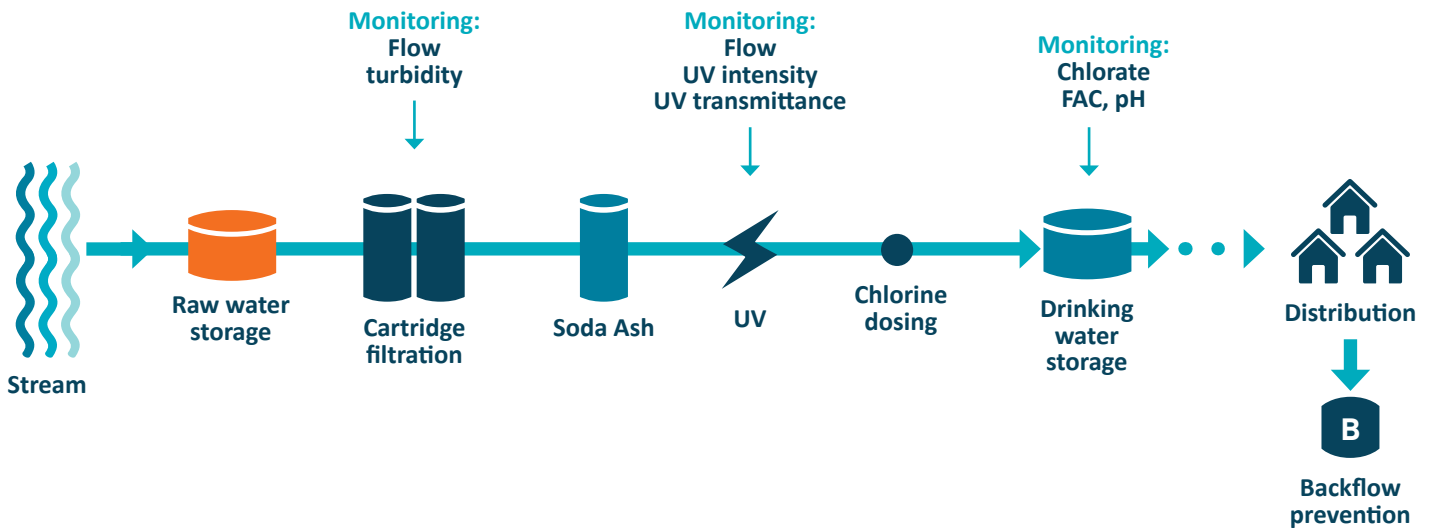 Monitoring:
Flow
turbidity
Monitoring:
Flow
UV intensity
UV transmittance
Monitoring:
Chlorate
FAC, pH
Stream
Raw water
storage
Cartridge
filtration
Soda Ash
UV
Chlorine
dosing
Drinking
water
storage
Distribution
B
Backflow
prevention